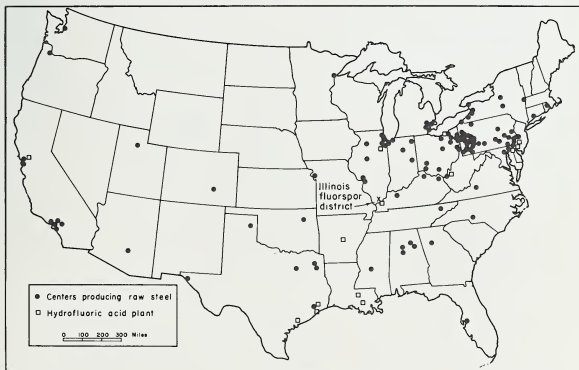 Illinois
fluorspar
district
Centers producing raw steel
Hydrofluoric acid plant
0 100 200 300 Miles